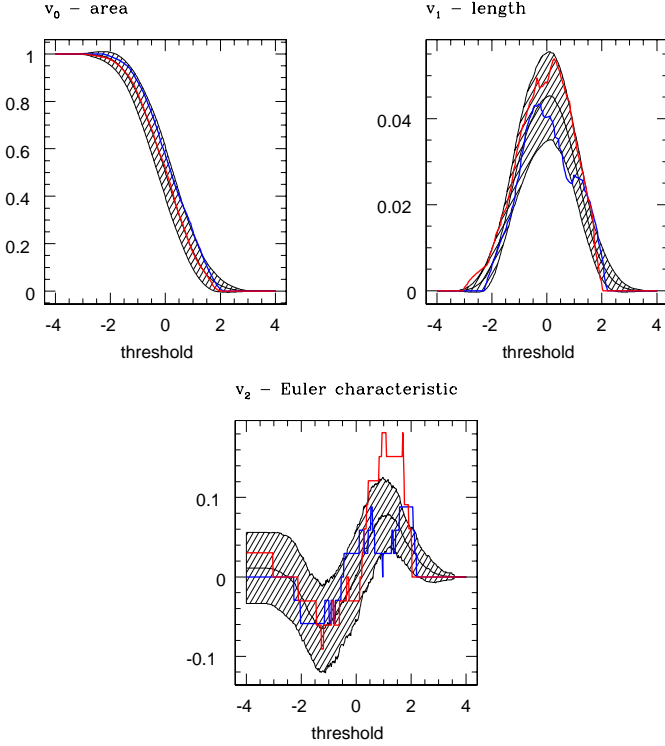 v₀ – area
1
0.8
0.6
0.4
0.2
0
-4 -2 0 2 4
threshold
v₁ – length
0.04
0.02
0
-4 -2 0 2 4
threshold
v₂ – Euler characteristic
0.1
0
-0.1
-4 -2 0 2 4
threshold